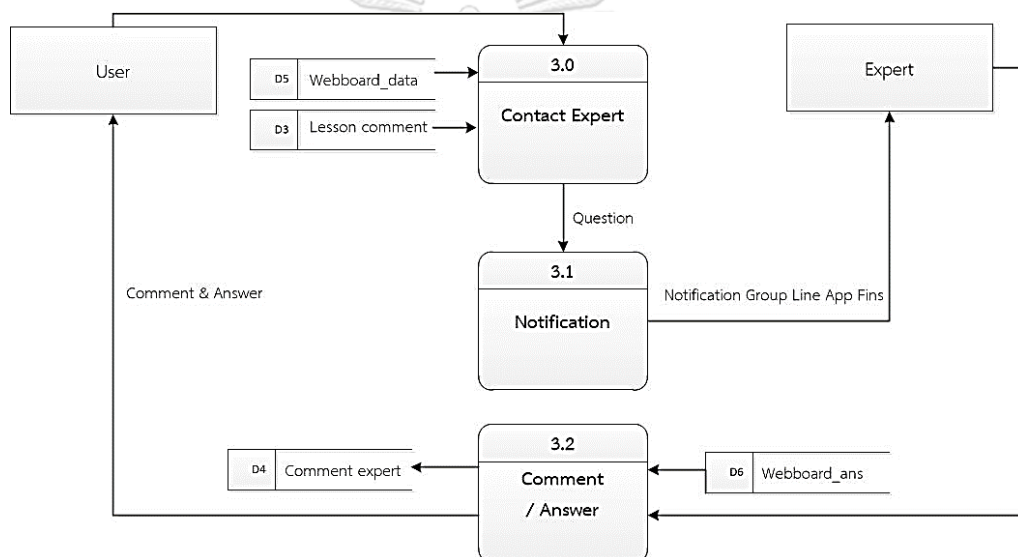 User
D5 Webboard_data
D3 Lesson comment
3.0
Contact Expert
Expert
Question
3.1
Notification
Notification Group Line App Fins
Comment & Answer
3.2
Comment
/ Answer
D4 Comment expert
D6 Webboard_ans